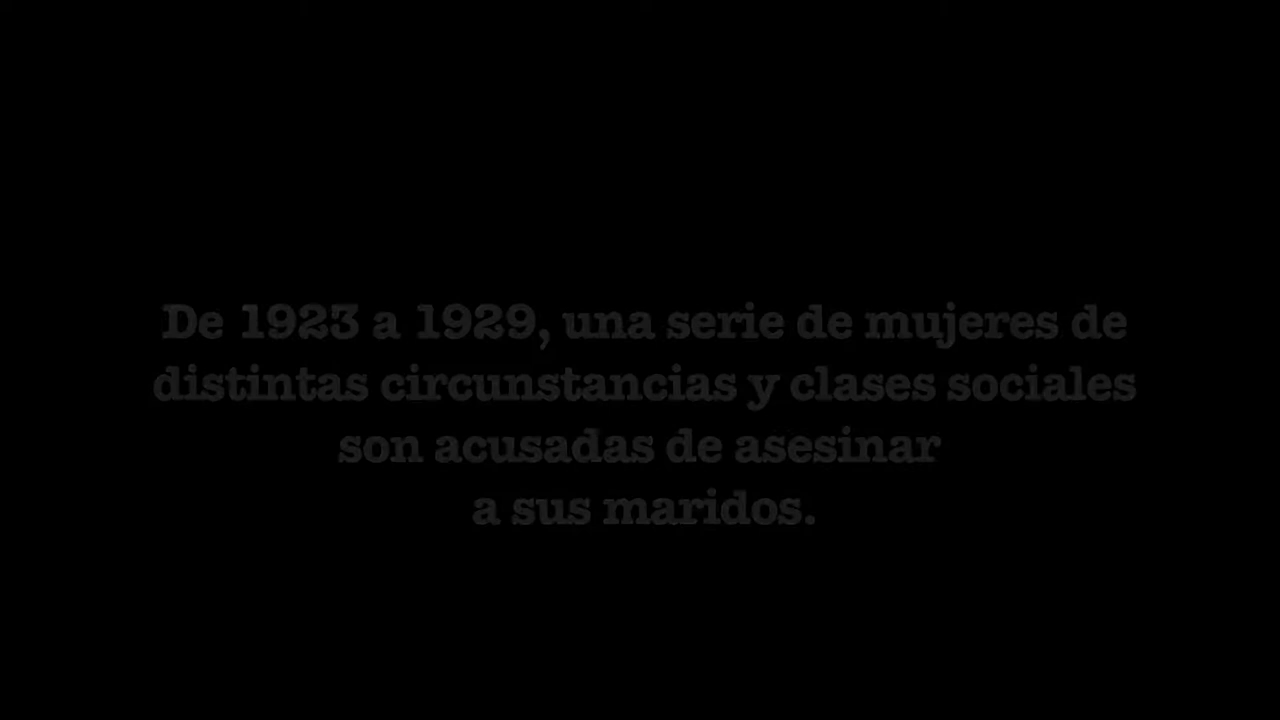 De 1923 a 1929, una serie de mujeres de
distintas circunstancias y clases sociales
son acusadas de asesinar
a sus maridos.